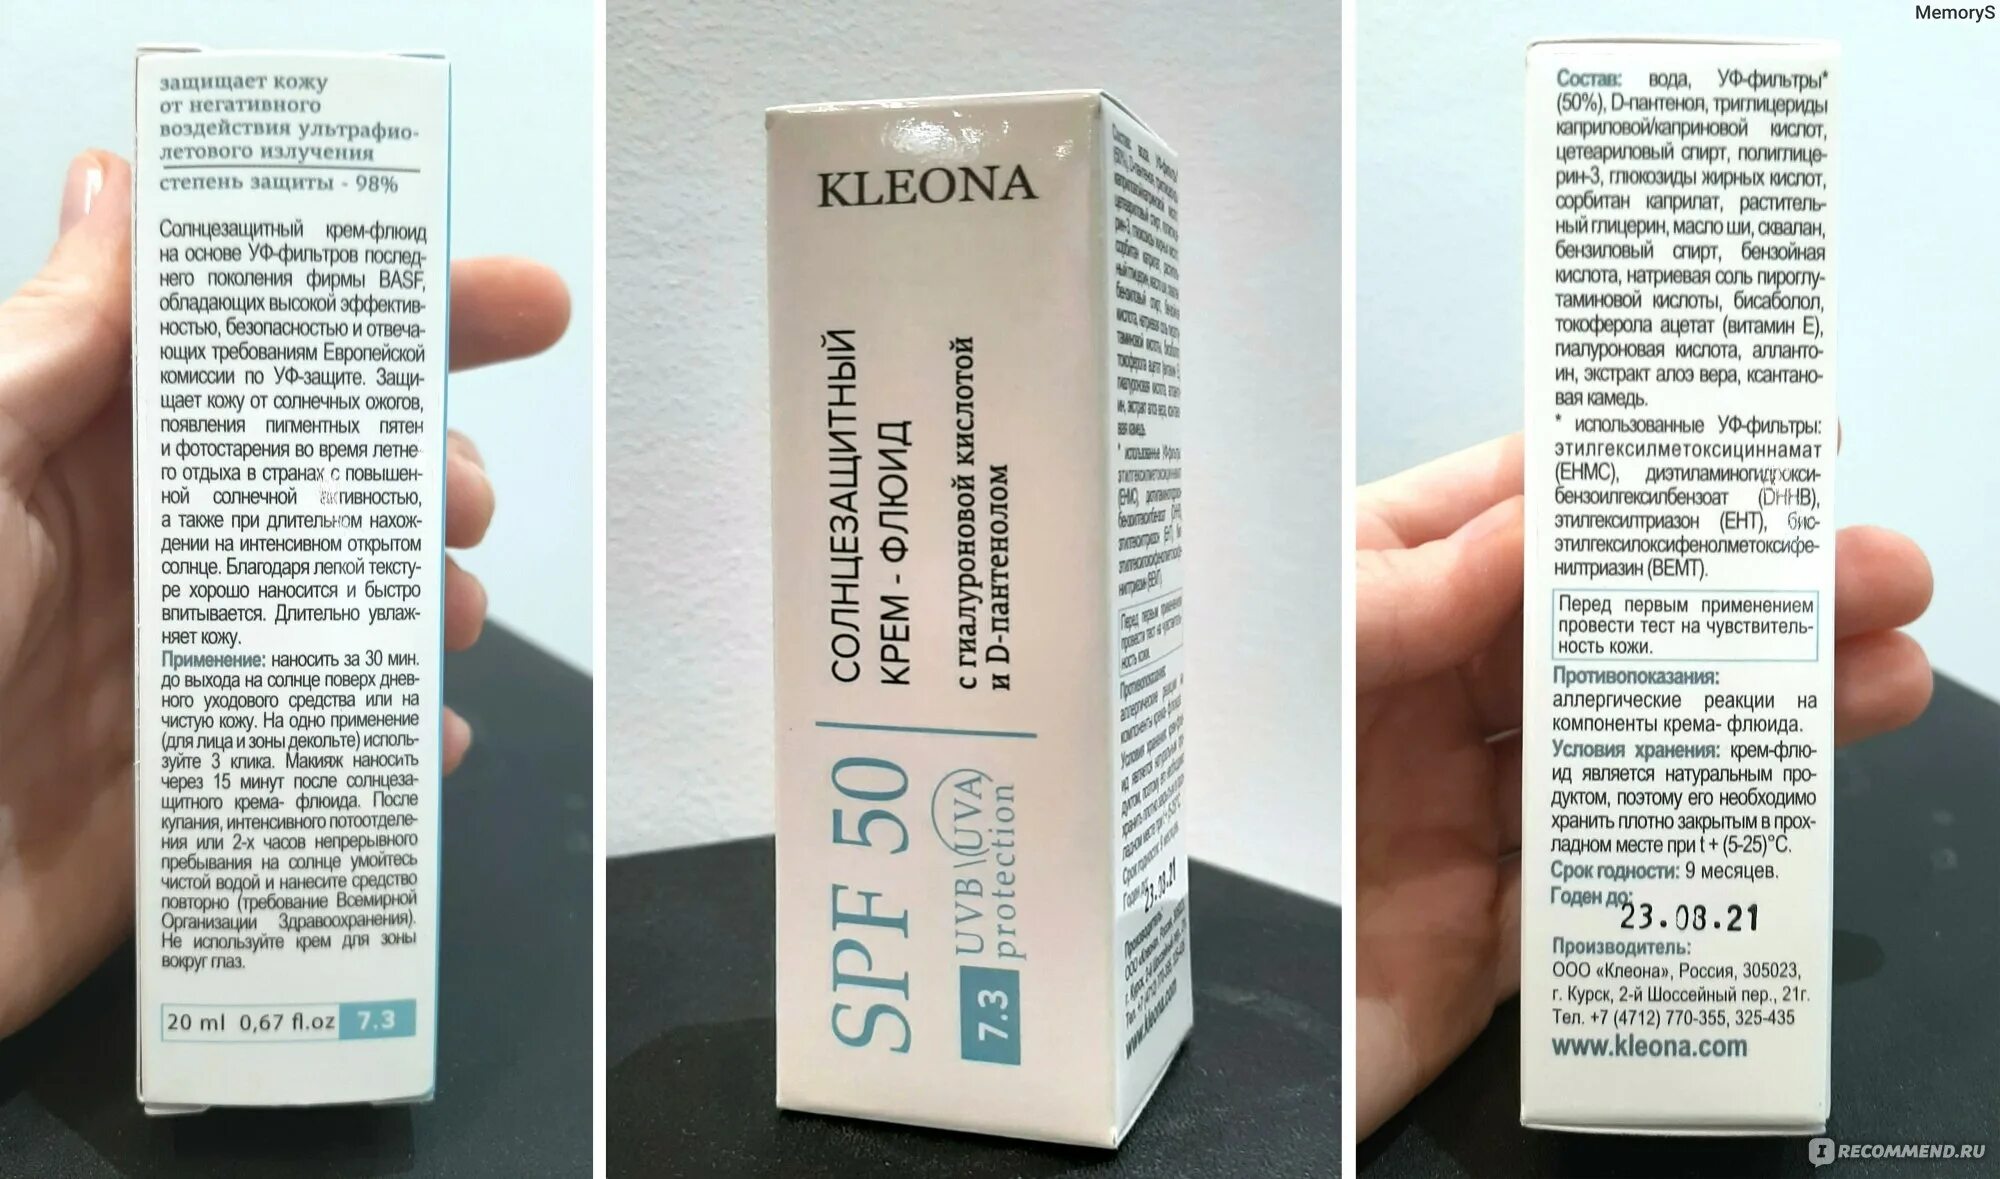 защищает кожу
от негативного
воздействия ультрафио-
летового излучения
степень защиты - 98%
Солнцезащитный крем-флюид
на основе УФ-фильтров послед-
него поколения фирмы BASF,
обладающих высокой эффектив-
ностью, безопасностью и отвеча-
ющих требованиям Европейской
комиссии по УФ-защите. Защи-
щает кожу от солнечных ожогов,
появления пигментных пятен
и фотостарения во время летне-
го отдыха в странах с повышен-
ной солнечной активностью,
а также при длительном нахож-
дении на интенсивном открытом
солнце. Благодаря легкой тексту-
ре хорошо наносится и быстро
впитывается. Длительно увлаж-
няет кожу.
Применение: наносить за 30 мин.
до выхода на солнце поверх днев-
ного уходового средства или на
чистую кожу. На одно применение
(для лица и зоны декольте) исполь-
зуйте 3 клика. Макияж наносить
через 15 минут после солнцеза-
щитного крема- флюида. После
купания, интенсивного потоотделе-
ния или 2-х часов непрерывного
пребывания на солнце умойтесь
чистой водой и нанесите средство
повторно (требование Всемирной
Организации Здравоохранения).
Не используйте крем для зоны
вокруг глаз.
20 ml 0,67 fl.oz 7.3
KLEONA
СОЛНЦЕЗАЩИТНЫЙ
КРЕМ - ФЛЮИД
с гиалуроновой кислотой
и D-пантенолом
SPF 50
UVB\UVA
protection
7.3
Состав: вода, УФ-фильтры*
(50%), D-пантенол, триглицериды
каприловой/каприновой кислот,
цетеариловый спирт, полиглице-
рин-3, глюкозиды жирных кислот,
сорбитан каприлат, раститель-
ный глицерин, масло ши, сквалан,
бензиловый спирт, бензойная
кислота, натриевая соль пироглу-
таминовой кислоты, бисаболол,
токоферола ацетат (витамин Е),
гиалуроновая кислота, алланто-
ин, экстракт алоэ вера, ксантано-
вая камедь.
* использованные УФ-фильтры:
этилгексилметоксициннамат
(ЕНМС), диэтиламиногидрокси-
бензоилгексилбензоат (DHHB),
этилгексилтриазон (ЕНТ), бис-
этилгексилоксифенолметоксифе-
нилтриазин (BEMT).
Перед первым применением
провести тест на чувствитель-
ность кожи.
Противопоказания:
аллергические реакции на
компоненты крема- флюида.
Условия хранения: крем-флю-
ид является натуральным про-
дуктом, поэтому его необходимо
хранить плотно закрытым в прох-
ладном месте при t + (5-25)°C.
Срок годности: 9 месяцев.
Годен до:
23.08.21
Производитель:
ООО «Клеона», Россия, 305023,
г. Курск, 2-й Шоссейный пер., 21г.
Тел. +7 (4712) 770-355, 325-435
www.kleona.com
MemoryS
IRECOMMEND.RU